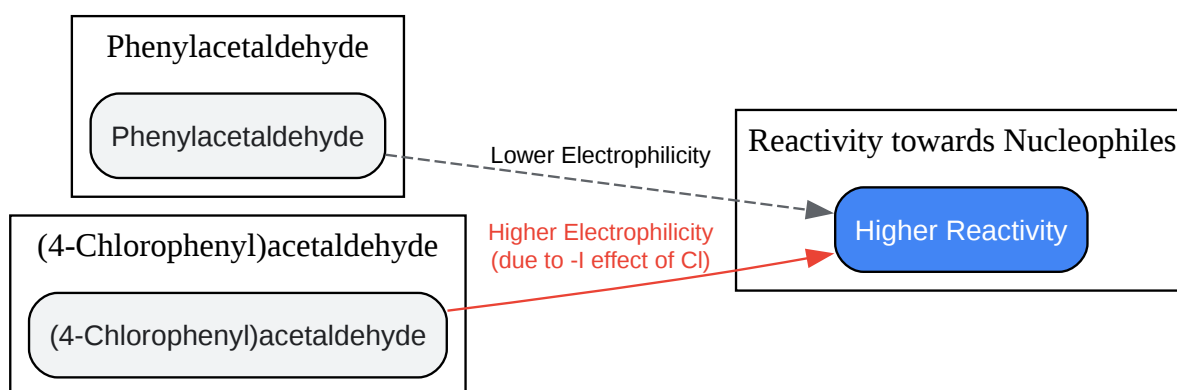 Phenylacetaldehyde
Phenylacetaldehyde
Lower Electrophilicity
Reactivity towards Nucleophiles
Higher Reactivity
(4-Chlorophenyl)acetaldehyde
Higher Electrophilicity
(due to -I effect of Cl)
(4-Chlorophenyl)acetaldehyde